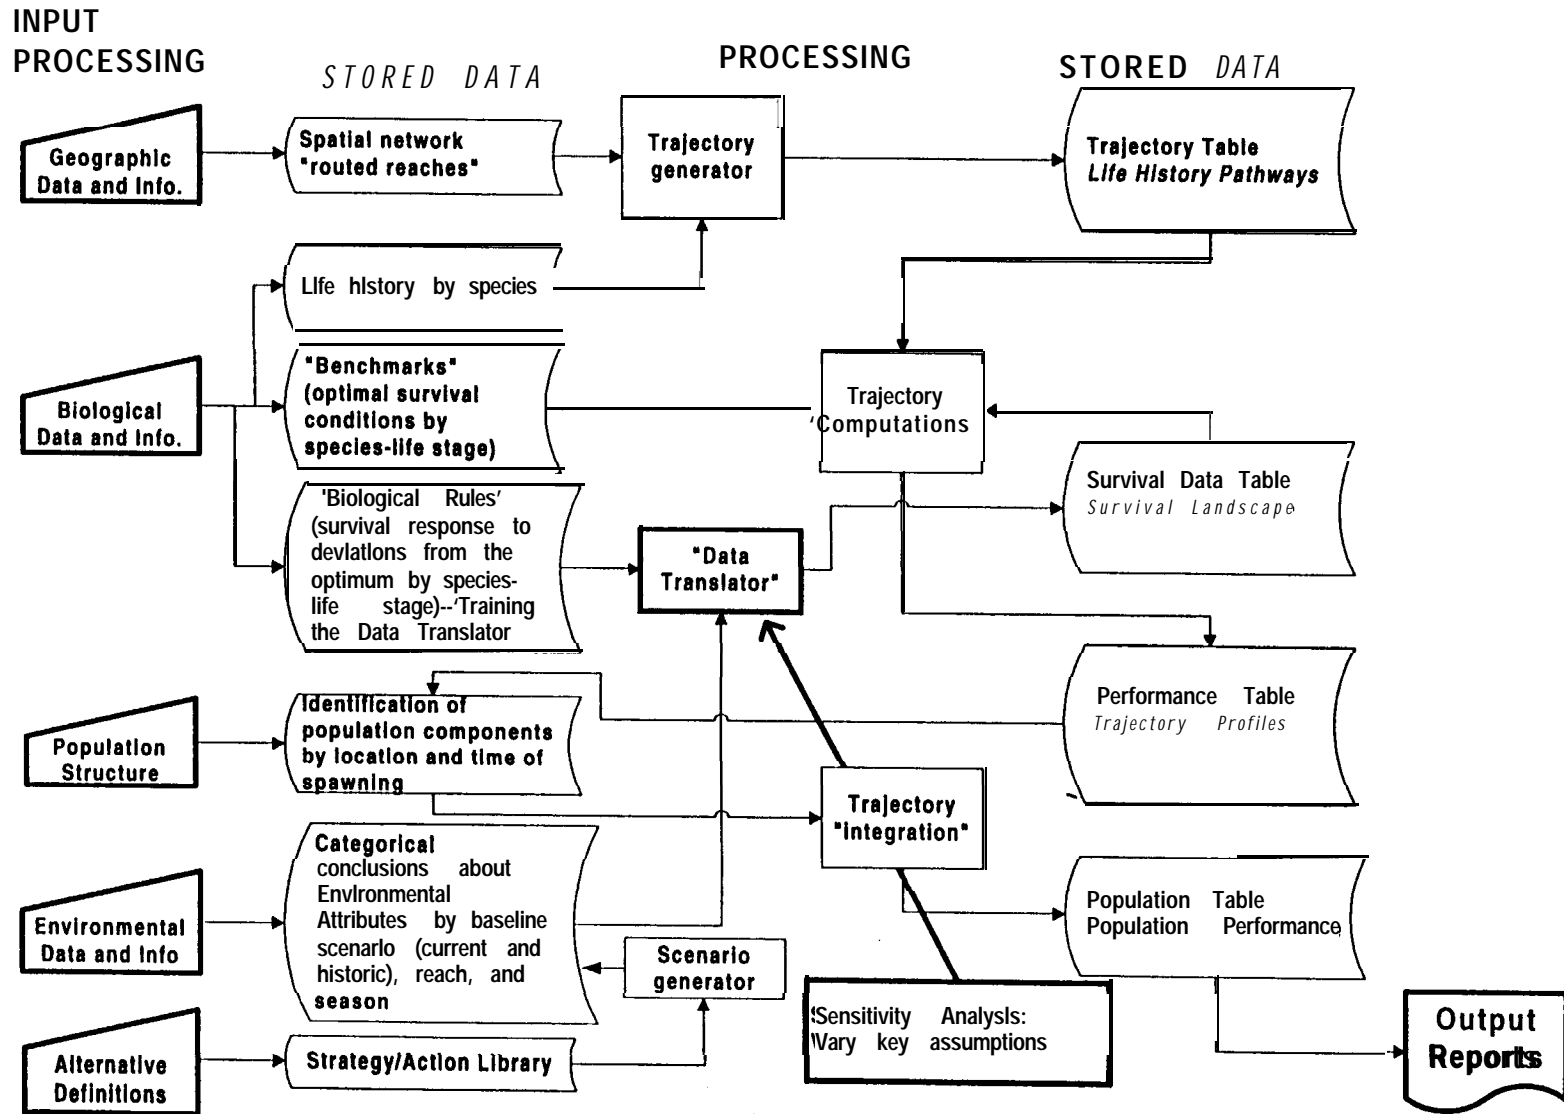 INPUT
PROCESSING
STORED DATA
PROCESSING
STORED DATA
Geographic
Data and Info.
Spatial network
"routed reaches"
Trajectory
generator
Trajectory Table
Life History Pathways
Life history by species
Biological
Data and Info.
"Benchmarks"
(optimal survival
conditions by
species-life stage)
Trajectory
'Computations
Survival Data Table
Survival Landscape
'Biological Rules'
(survival response to
deviations from the
optimum by species-
life stage)--'Training
the Data Translator
"Data
Translator"
Population
Structure
Identification of
population components
by location and time of
spawning
Performance Table
Trajectory Profiles
Trajectory
"integration"
Environmental
Data and Info
Categorical
conclusions about
Environmental
Attributes by baseline
scenario (current and
historic), reach, and
season
Scenario
generator
Population Table
Population Performance
Sensitivity Analysis:
Vary key assumptions
Alternative
Definitions
Strategy/Action Library
Output
Reports